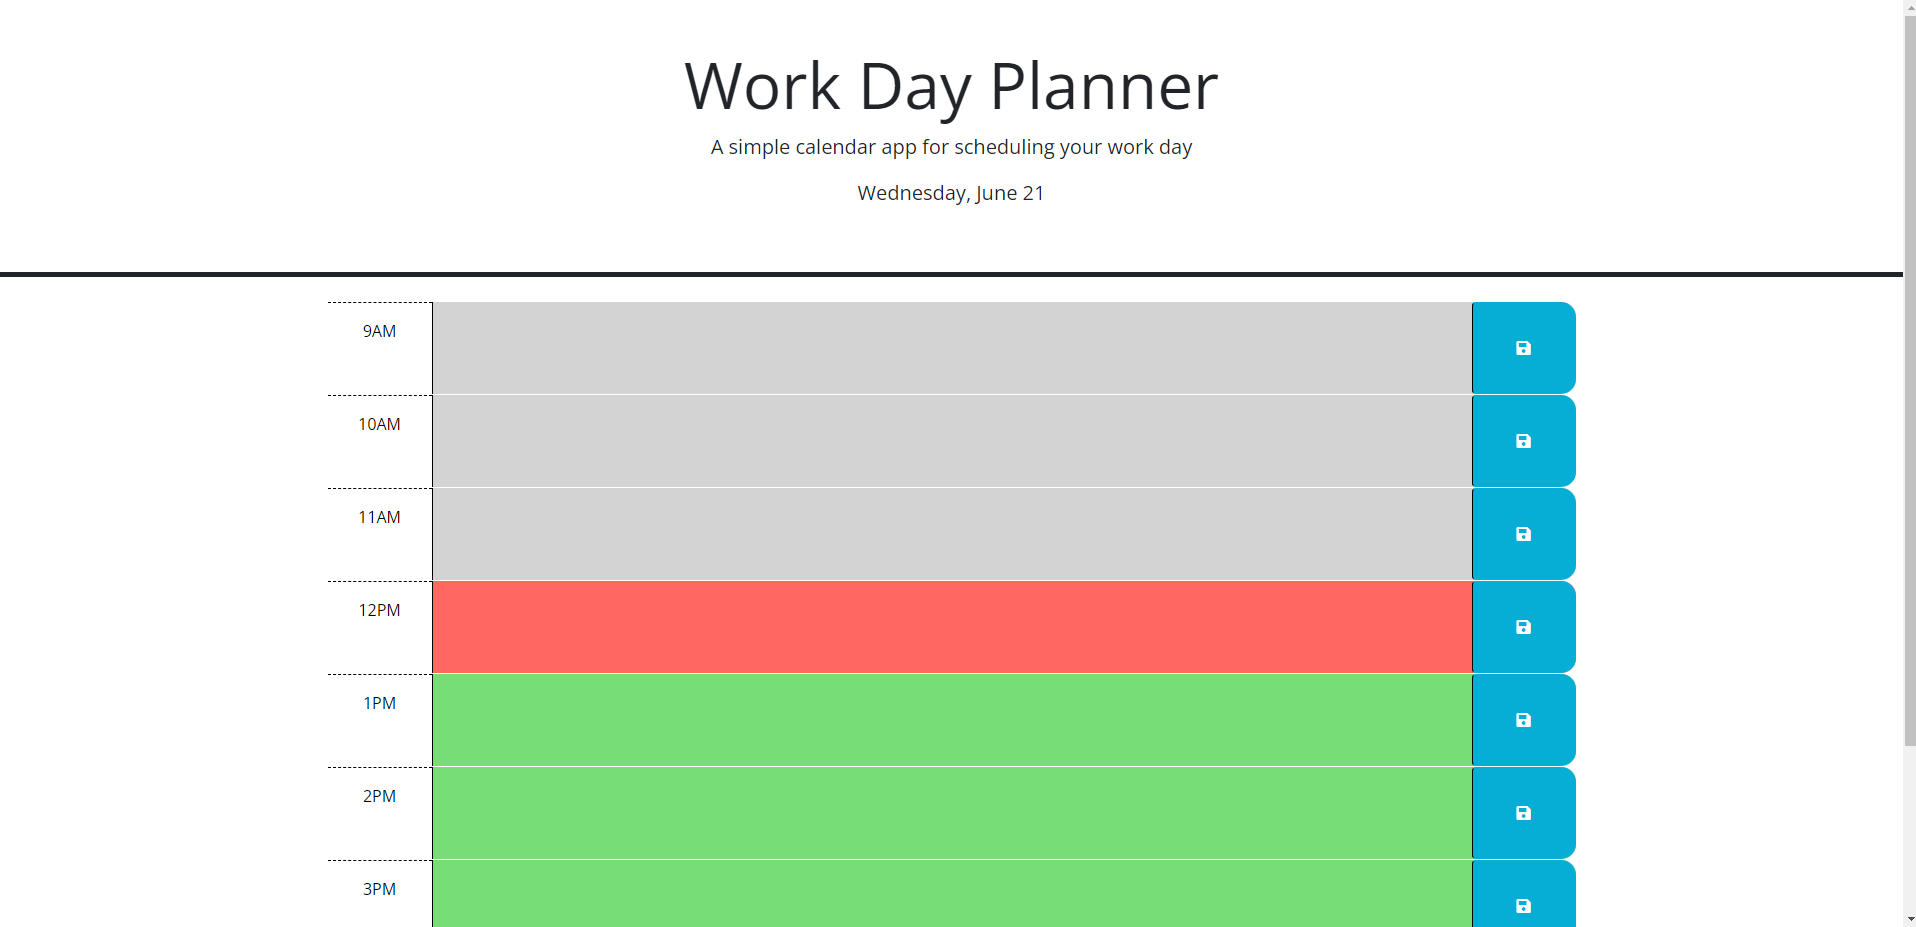 Work Day Planner
A simple calendar app for scheduling your work day
Wednesday, June 21
9AM
10AM
11AM
12PM
1PM
2PM
3PM